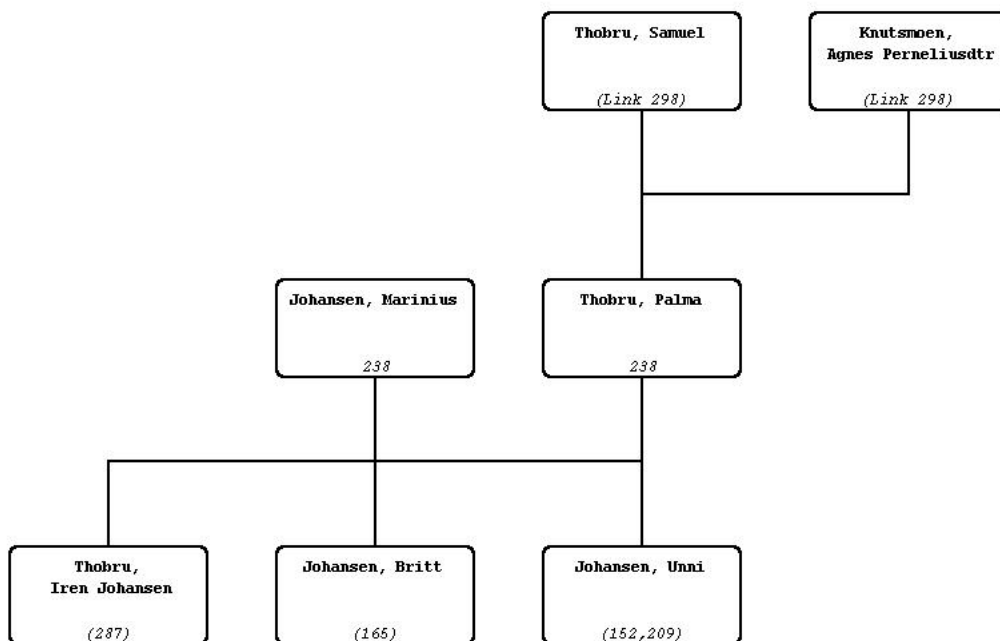 Thobru, Samuel
(Link 298)
Knutsmoen,
Agnes Perneliusdtr
(Link 298)
Johansen, Marinius
238
Thobru, Palma
238
Thobru,
Iren Johansen
(287)
Johansen, Britt
(165)
Johansen, Unni
(152,209)